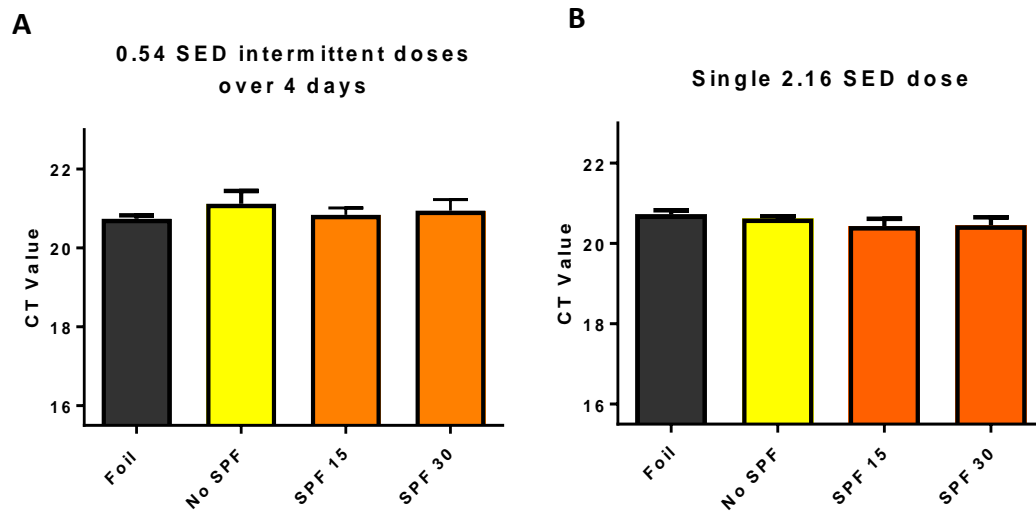 A
0.54 SED intermittent doses
over 4 days
CT Value
22
20
18
16
Foil
No SPF
SPF 15
SPF 30
B
Single 2.16 SED dose
CT Value
22
20
18
16
Foil
No SPF
SPF 15
SPF 30